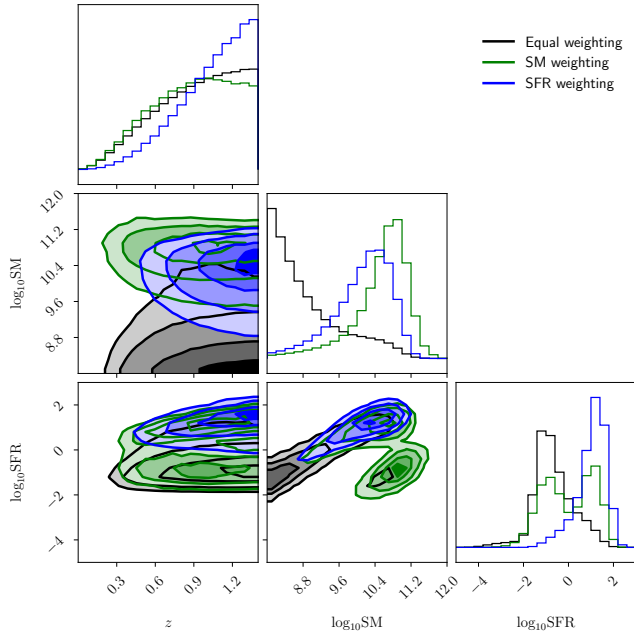 Equal weighting
SM weighting
SFR weighting
12.0
11.2
10.4
9.6
8.8
log₁₀SM
2
0
−2
−4
log₁₀SFR
0.3
0.6
0.9
1.2
z
8.8
9.6
10.4
11.2
12.0
log₁₀SM
−4
−2
0
2
log₁₀SFR